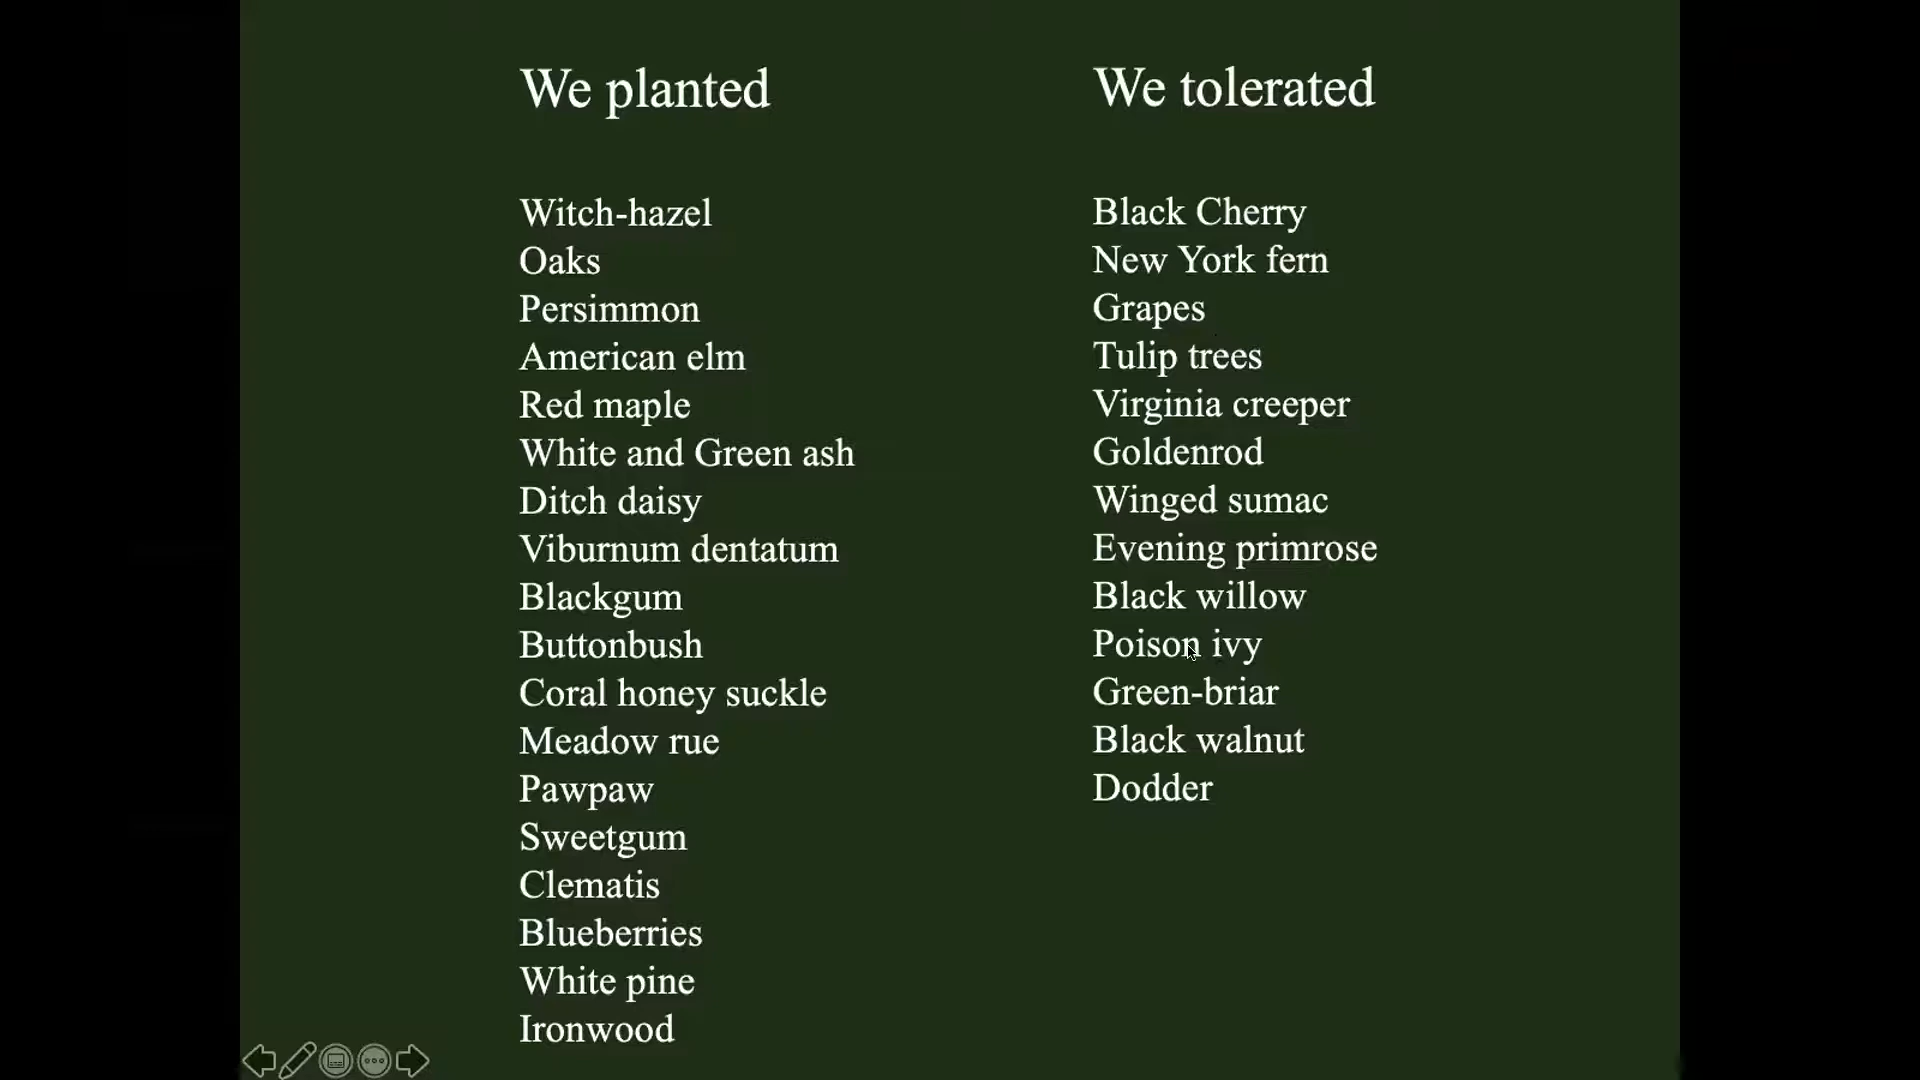 We planted
Witch-hazel
Oaks
Persimmon
American elm
Red maple
White and Green ash
Ditch daisy
Viburnum dentatum
Blackgum
Buttonbush
Coral honey suckle
Meadow rue
Pawpaw
Sweetgum
Clematis
Blueberries
White pine
Ironwood
We tolerated
Black Cherry
New York fern
Grapes
Tulip trees
Virginia creeper
Goldenrod
Winged sumac
Evening primrose
Black willow
Poison ivy
Green-briar
Black walnut
Dodder